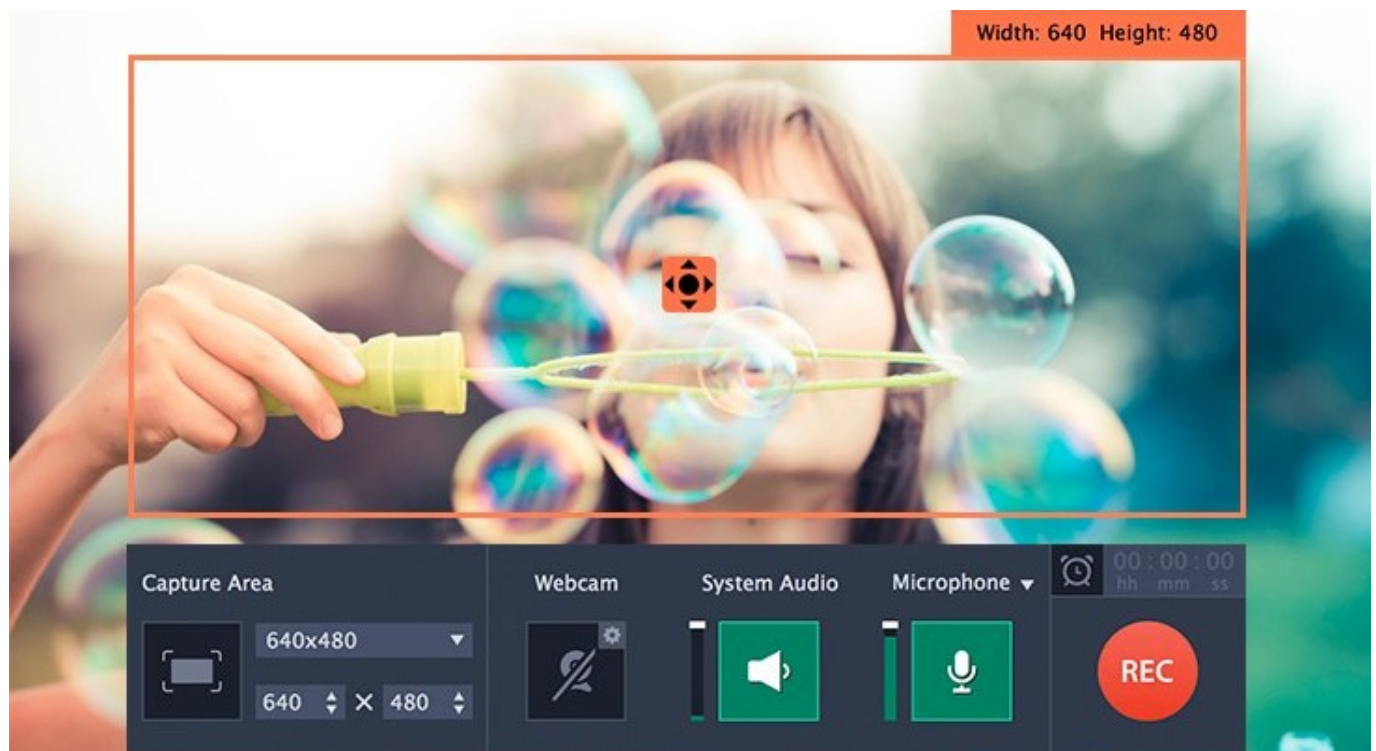 Width: 640 Height: 480
Capture Area
Webcam
System Audio
Microphone
00 : 00 : 00
hh mm ss
640x480
640 × 480
REC